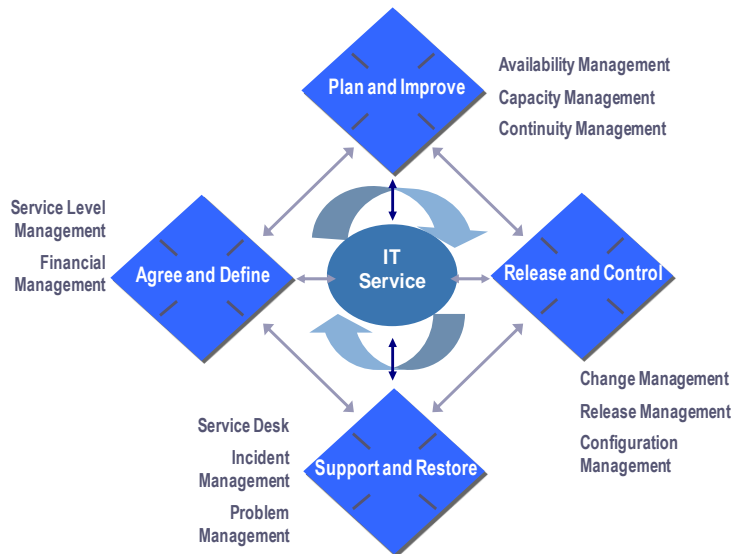 Plan and Improve
Availability Management
Capacity Management
Continuity Management
Service Level
Management
Financial
Management
Agree and Define
IT
Service
Release and Control
Change Management
Release Management
Configuration
Management
Service Desk
Incident
Management
Problem
Management
Support and Restore